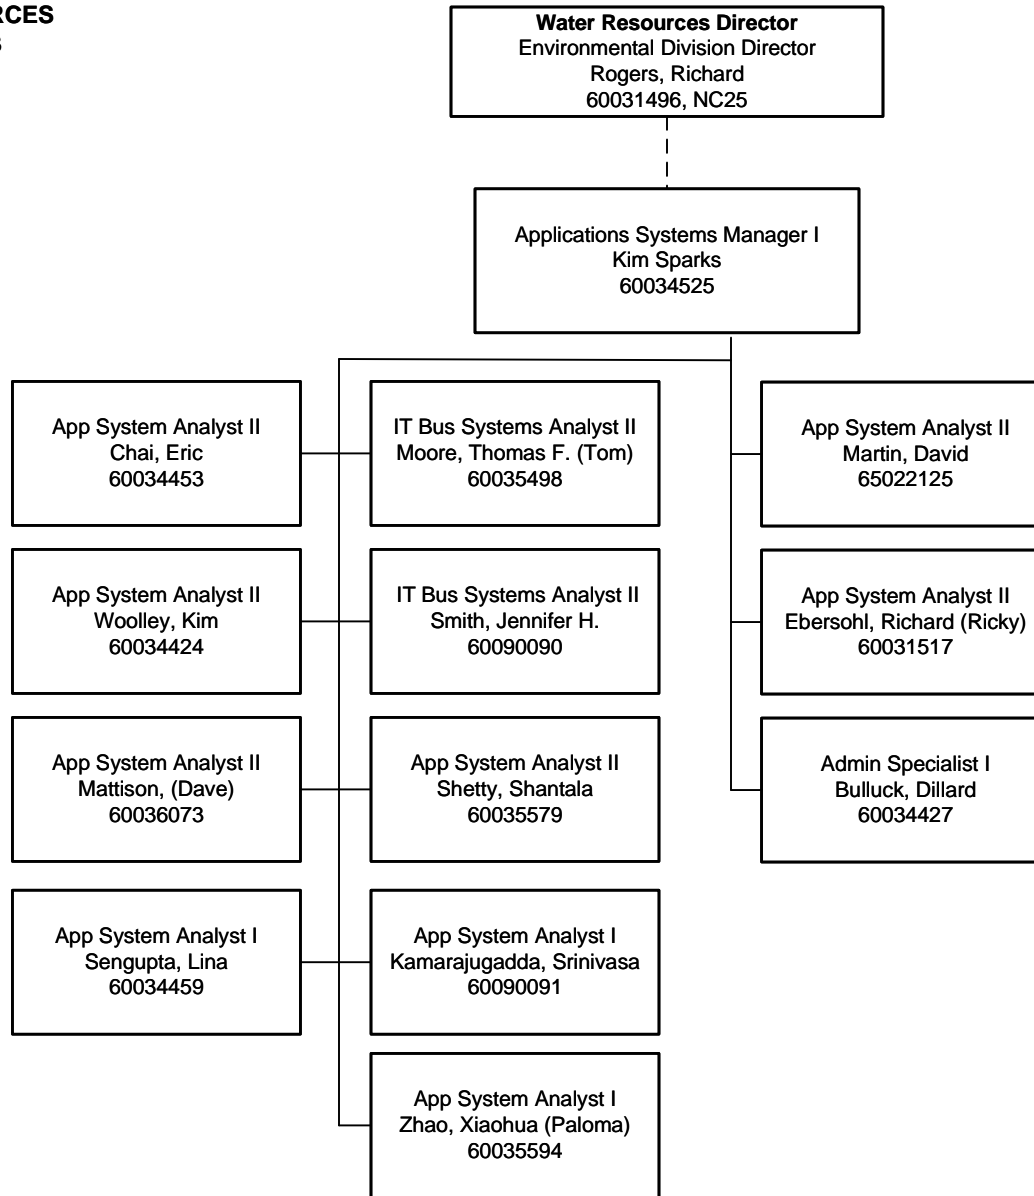 RCES
Water Resources Director
Environmental Division Director
Rogers, Richard
60031496, NC25
Applications Systems Manager I
Kim Sparks
60034525
App System Analyst II
Chai, Eric
60034453
IT Bus Systems Analyst II
Moore, Thomas F. (Tom)
60035498
App System Analyst II
Martin, David
65022125
App System Analyst II
Woolley, Kim
60034424
IT Bus Systems Analyst II
Smith, Jennifer H.
60090090
App System Analyst II
Ebersohl, Richard (Ricky)
60031517
App System Analyst II
Mattison, (Dave)
60036073
App System Analyst II
Shetty, Shantala
60035579
Admin Specialist I
Bulluck, Dillard
60034427
App System Analyst I
Sengupta, Lina
60034459
App System Analyst I
Kamarajugadda, Srinivasa
60090091
App System Analyst I
Zhao, Xiaohua (Paloma)
60035594